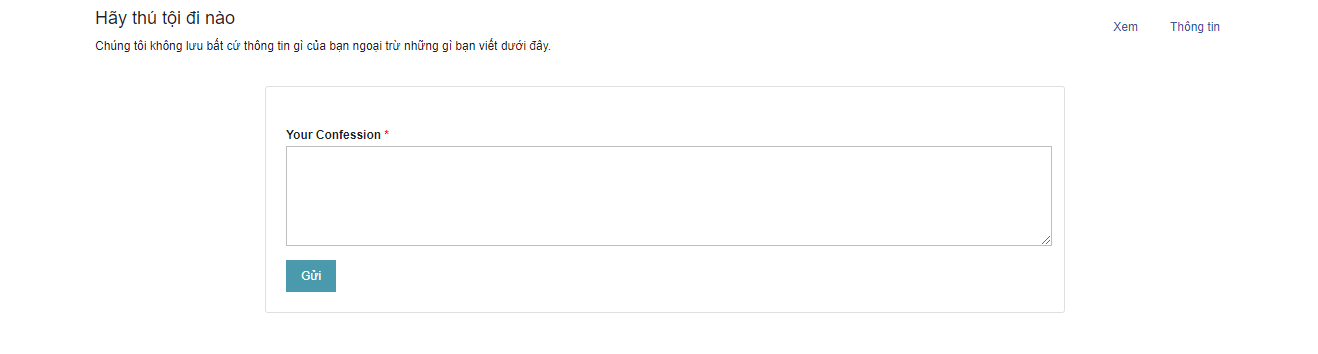 Hãy thú tội đi nào
Xem
Thông tin
Chúng tôi không lưu bất cứ thông tin gì của bạn ngoại trừ những gì bạn viết dưới đây.
Your Confession *
Gửi